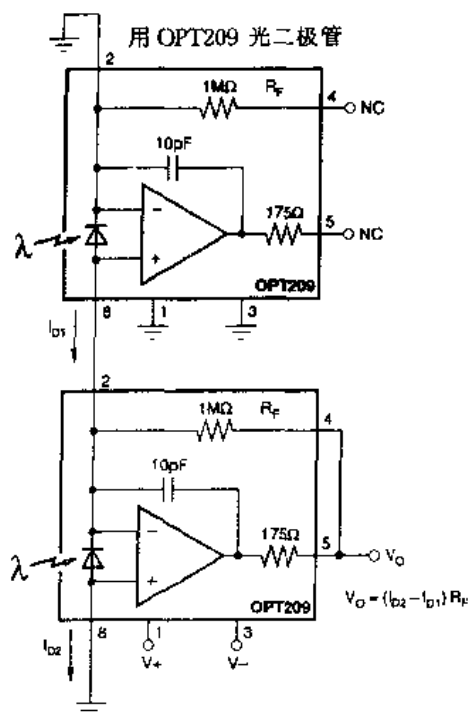 用 OPT209 光二极管
2
1MΩ R_F 4 NC
10pF
175Ω 5 NC
λ
OPT209
8 1 3
I_D1
2
1MΩ R_F 4
10pF
175Ω 5 V_O
λ
V_O = (I_D2 – I_D1) R_F
OPT209
8 1 3
I_D2 V+ V–